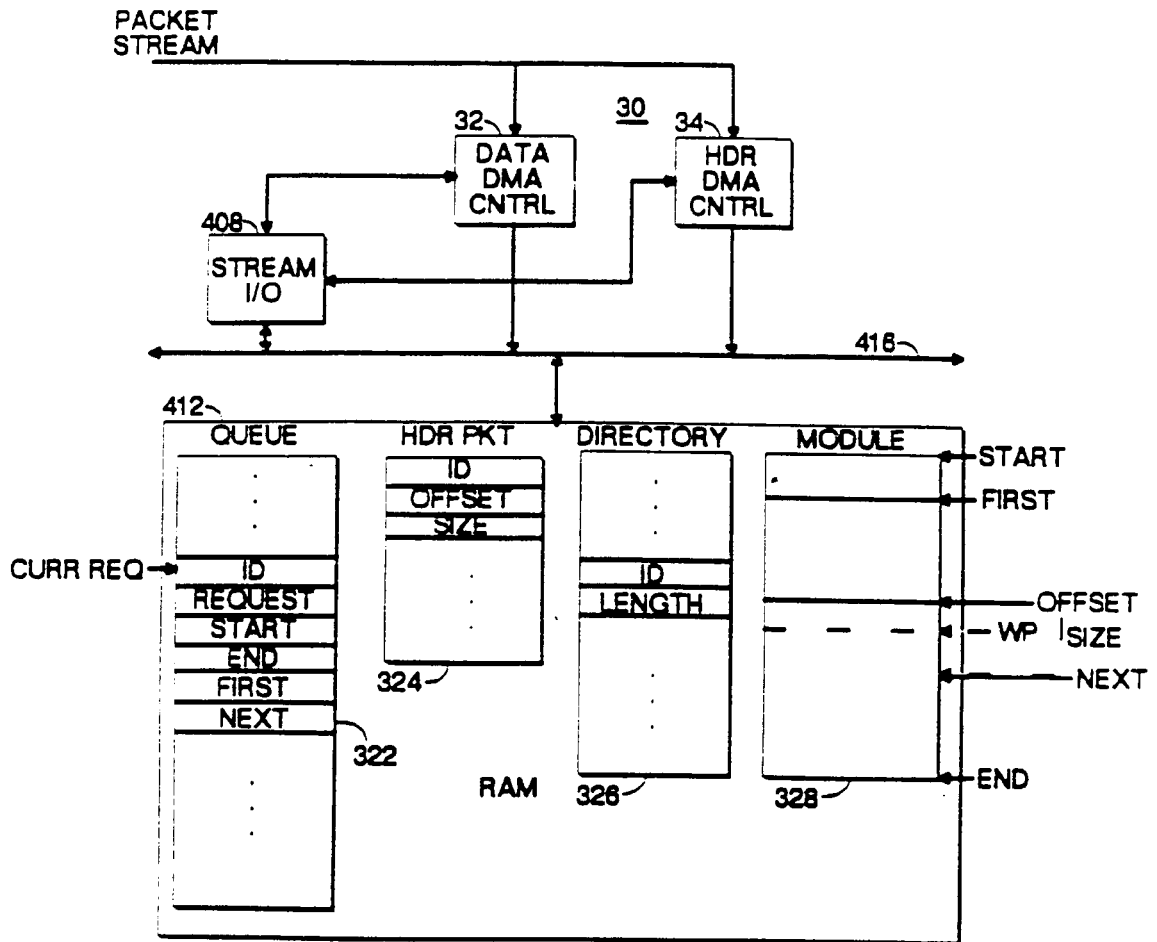 PACKET
STREAM
32
30
34
DATA
DMA
CNTRL
HDR
DMA
CNTRL
408
STREAM
I/O
416
412
QUEUE
HDR PKT
DIRECTORY
MODULE
START
FIRST
ID
OFFSET
SIZE
CURR REQ
ID
REQUEST
START
END
FIRST
NEXT
322
324
ID
LENGTH
326
OFFSET
WP
SIZE
NEXT
END
328
RAM